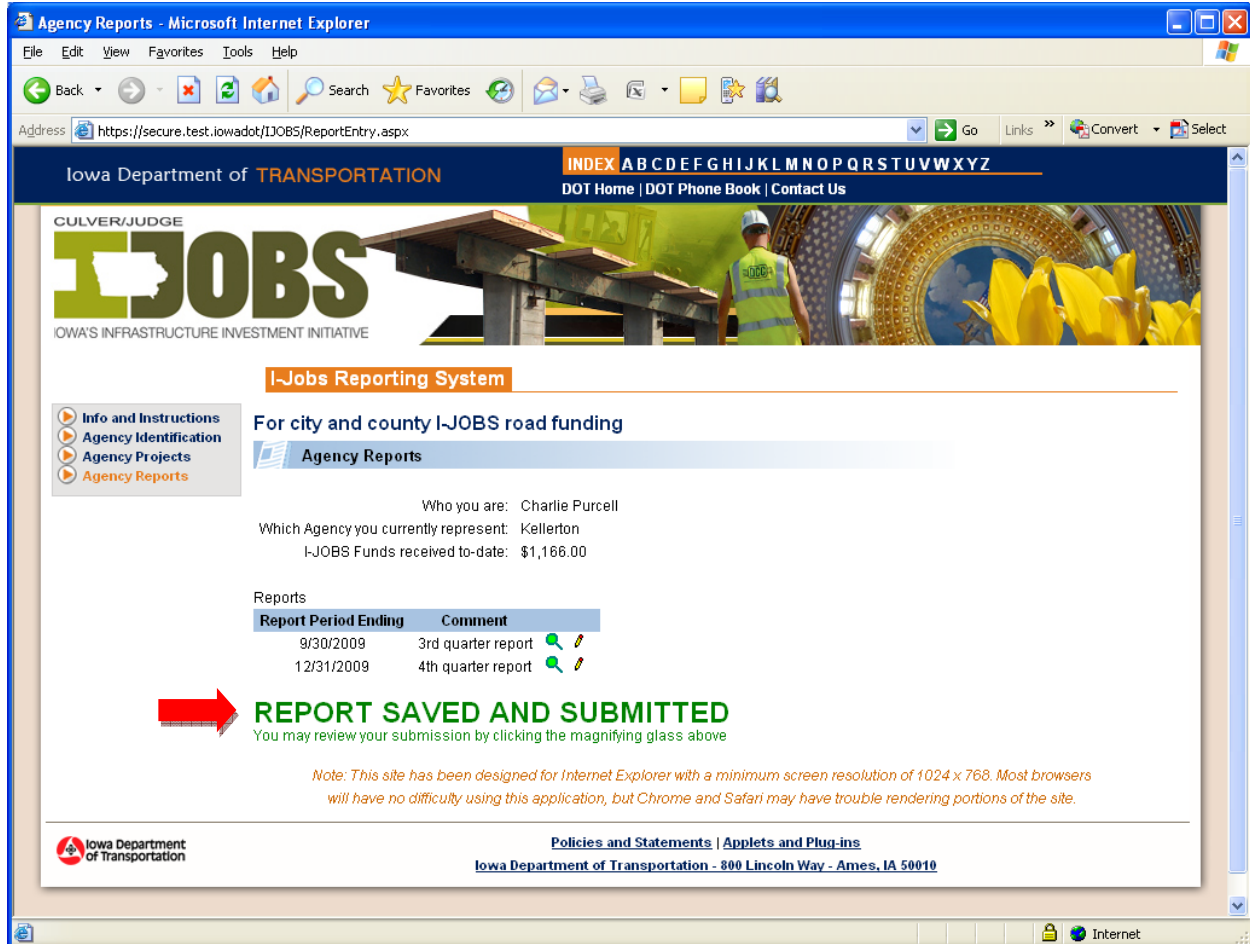 Agency Reports - Microsoft Internet Explorer
File Edit View Favorites Tools Help
Back Search Favorites
Address https://secure.test.iowadot/IJOBS/ReportEntry.aspx Go Links » Convert Select
Iowa Department of TRANSPORTATION
INDEX A B C D E F G H I J K L M N O P Q R S T U V W X Y Z
DOT Home | DOT Phone Book | Contact Us
CULVER/JUDGE
I-JOBS
IOWA'S INFRASTRUCTURE INVESTMENT INITIATIVE
I-Jobs Reporting System
Info and Instructions
Agency Identification
Agency Projects
Agency Reports
For city and county I-JOBS road funding
Agency Reports
Who you are: Charlie Purcell
Which Agency you currently represent: Kellerton
I-JOBS Funds received to-date: $1,166.00
Reports
Report Period Ending Comment
9/30/2009 3rd quarter report
12/31/2009 4th quarter report
REPORT SAVED AND SUBMITTED
You may review your submission by clicking the magnifying glass above
Note: This site has been designed for Internet Explorer with a minimum screen resolution of 1024 x 768. Most browsers
will have no difficulty using this application, but Chrome and Safari may have trouble rendering portions of the site.
Iowa Department
of Transportation
Policies and Statements | Applets and Plug-ins
Iowa Department of Transportation - 800 Lincoln Way - Ames, IA 50010
Internet